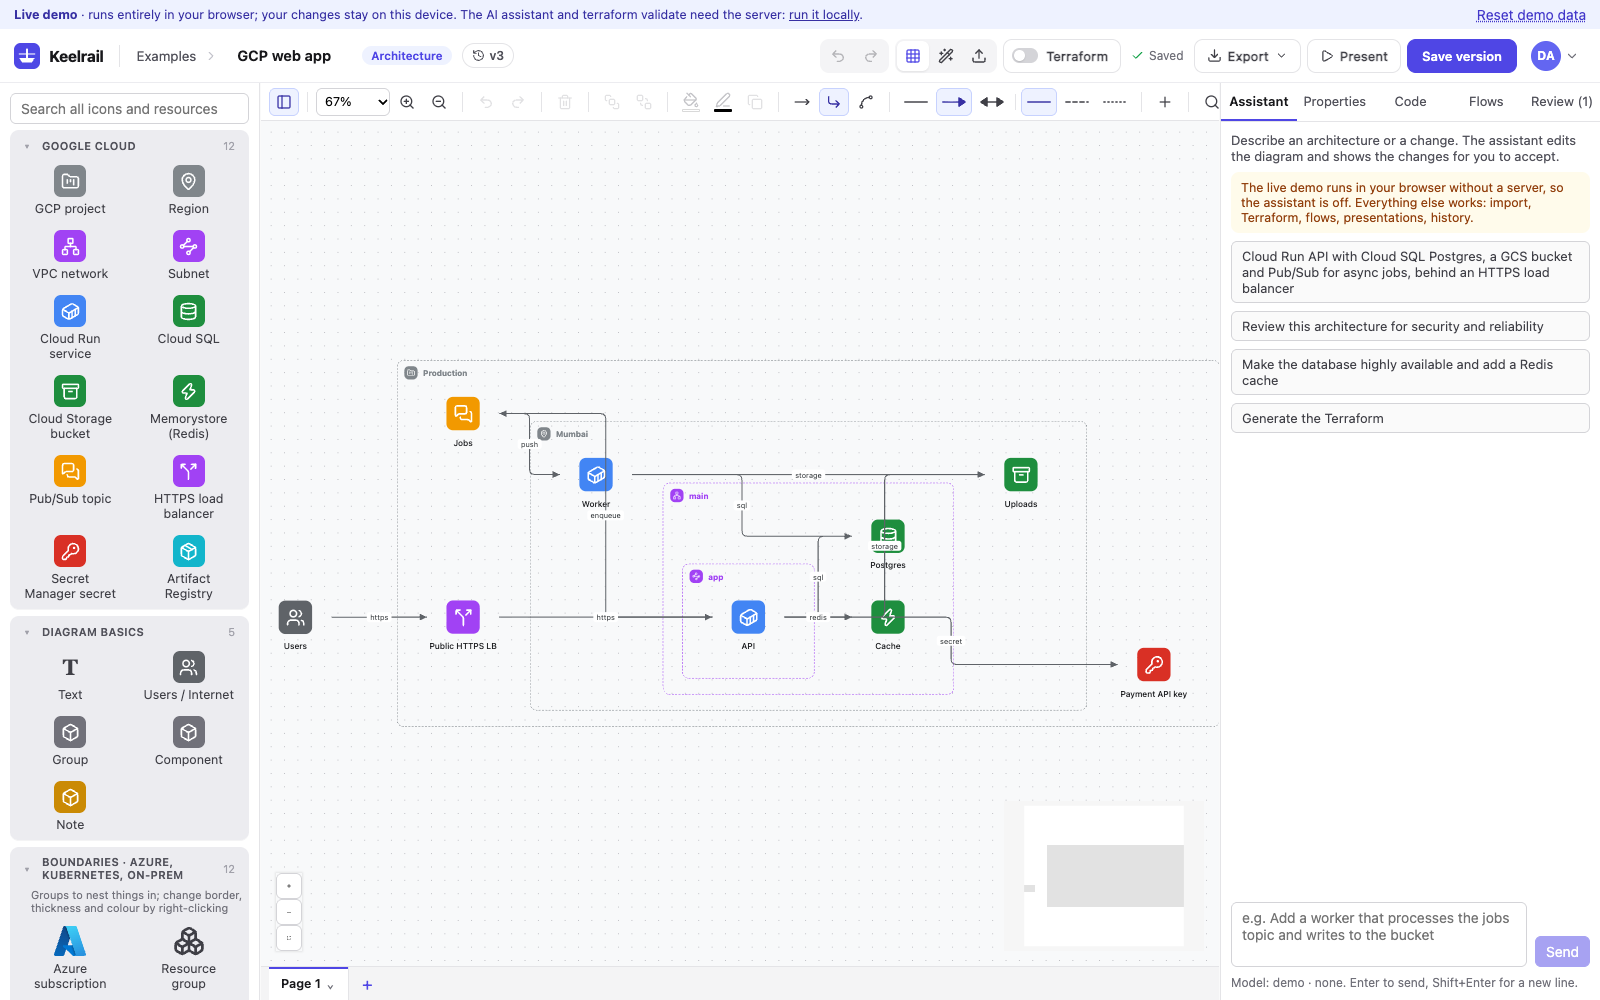 Live demo · runs entirely in your browser; your changes stay on this device. The AI assistant and terraform validate need the server: run it locally.
Reset demo data
Keelrail
Examples
GCP web app
Architecture
v3
Terraform
Saved
Export
Present
Save version
DA
Search all icons and resources
GOOGLE CLOUD 12
GCP project
Region
VPC network
Subnet
Cloud Run
service
Cloud SQL
Cloud Storage
bucket
Memorystore
(Redis)
Pub/Sub topic
HTTPS load
balancer
Secret
Manager secret
Artifact
Registry
DIAGRAM BASICS 5
T
Text
Users / Internet
Group
Component
Note
BOUNDARIES · AZURE,
KUBERNETES, ON-PREM 12
Groups to nest things in; change border,
thickness and colour by right-clicking
Azure
subscription
Resource
group
67%
Production
Jobs
push
Mumbai
Worker
enqueue
storage
Uploads
main
sql
storage
Postgres
app
sql
Users
https
Public HTTPS LB
https
API
redis
Cache
secret
Payment API key
Page 1
Assistant
Properties
Code
Flows
Review (1)
Describe an architecture or a change. The assistant edits
the diagram and shows the changes for you to accept.
The live demo runs in your browser without a server, so
the assistant is off. Everything else works: import,
Terraform, flows, presentations, history.
Cloud Run API with Cloud SQL Postgres, a GCS bucket
and Pub/Sub for async jobs, behind an HTTPS load
balancer
Review this architecture for security and reliability
Make the database highly available and add a Redis
cache
Generate the Terraform
e.g. Add a worker that processes the jobs
topic and writes to the bucket
Send
Model: demo · none. Enter to send, Shift+Enter for a new line.